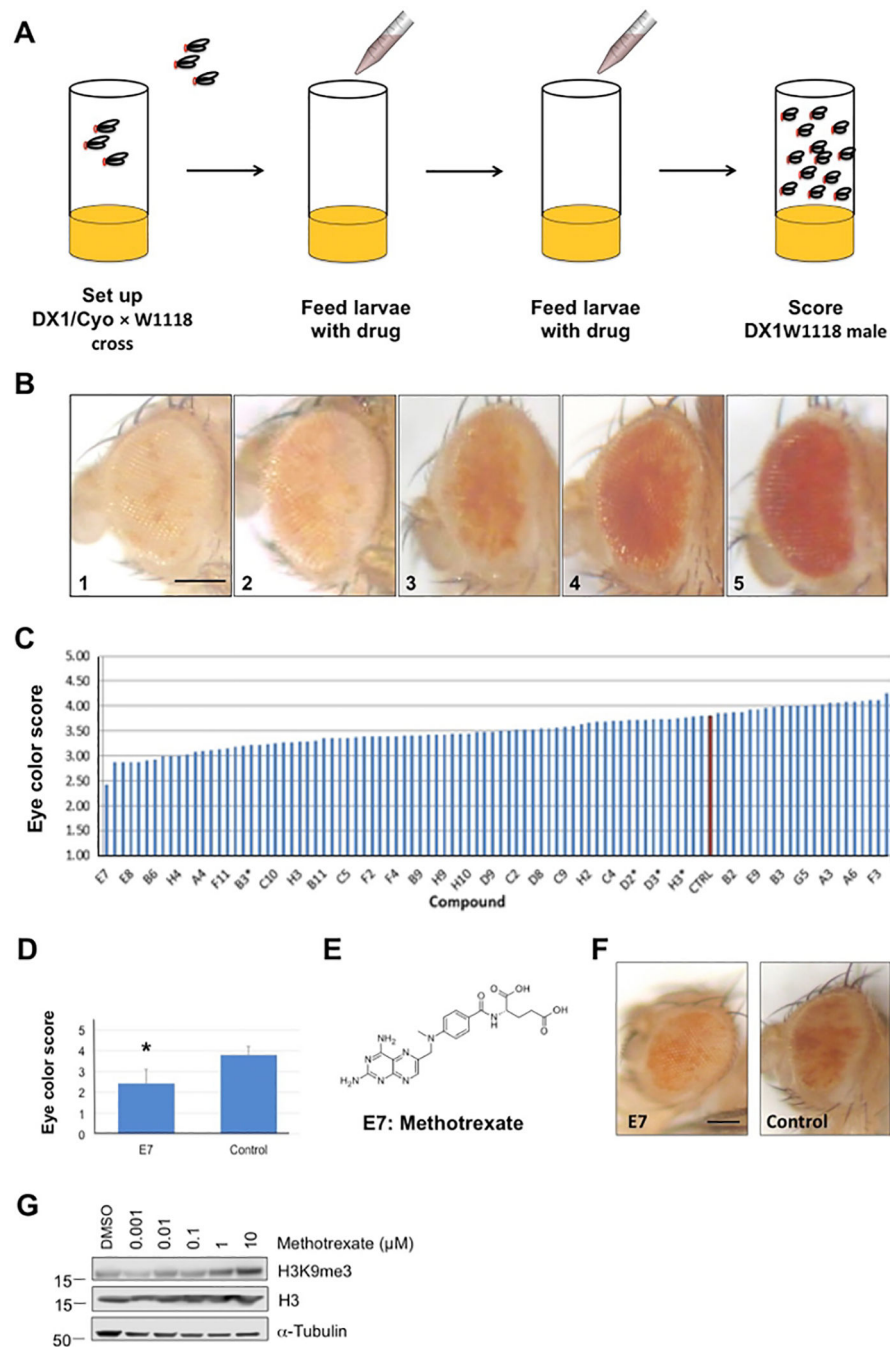 A
Set up
DX1/Cyo × W1118
cross
Feed larvae
with drug
Feed larvae
with drug
Score
DX1W1118 male
B
1
2
3
4
5
C
Eye color score
5.00
4.50
4.00
3.50
3.00
2.50
2.00
1.50
1.00
E7 E8 B6 H4 A4 F11 B3* C10 H3 B11 C5 F2 F4 B9 H9 H10 D9 C2 D8 C9 H2 C4 D2* D3* H3* CTRL B2 E9 B3 G5 A3 A6 F3
Compound
D
Eye color score
5
4
3
2
1
0
*
E7 Control
E
NH2
N
N
H2N
N
N
N
O
N
H
O
OH
OH
O
E7: Methotrexate
F
E7
Control
G
DMSO 0.001 0.01 0.1 1 10 Methotrexate (μM)
15 H3K9me3
15 H3
50 α-Tubulin